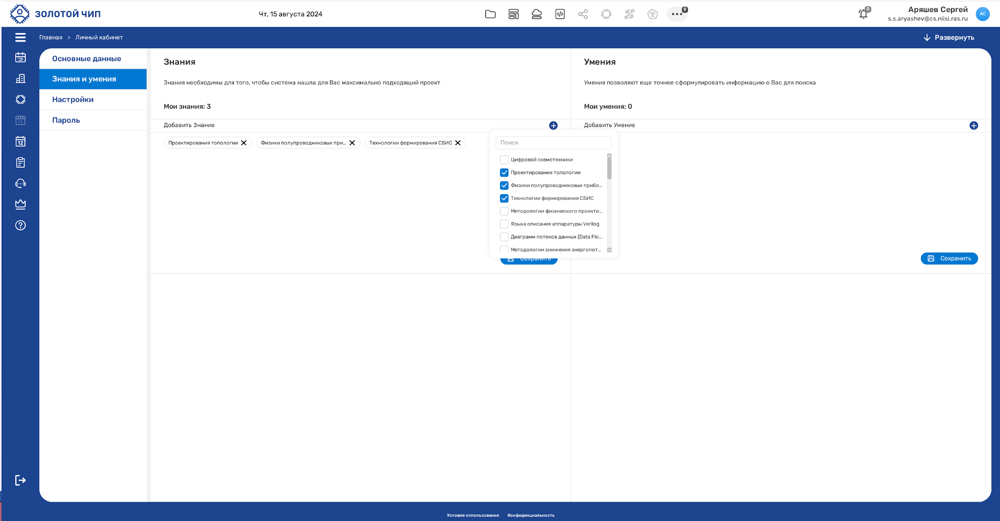 ЗОЛОТОЙ ЧИП
Чт, 15 августа 2024
9
0
Аряшев Сергей
s.s.aryashev@cs.niisi.ras.ru
АС
Главная > Личный кабинет
Развернуть
Основные данные
Знания и умения
Настройки
Пароль
12
Знания
Знания необходимы для того, чтобы система нашла для Вас максимально подходящий проект
Мои знания: 3
Добавить Знание
Проектирования топологии
Физики полупроводниковых при...
Технологии формирования СБИС
Поиск
Цифровой схемотехники
Проектирования топологии
Физики полупроводниковых прибо...
Технологии формирования СБИС
Методологии физического проекти...
Языка описания аппаратуры Verilog
Диаграмм потоков данных (Data Flo...
Методологии снижения энергопот...
Сохранить
Умения
Умения позволяют еще точнее сформулировать информацию о Вас для поиска
Мои умения: 0
Добавить Умение
Сохранить
Условия использования
Конфиденциальность